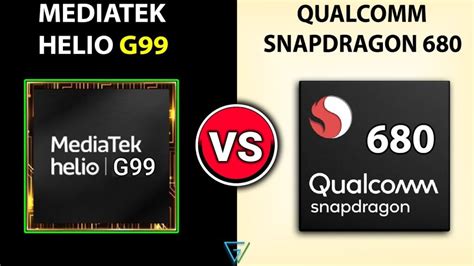 MEDIATEK
HELIO G99
QUALCOMM
SNAPDRAGON 680
MediaTek
helio | G99
VS
680
Qualcomm
snapdragon